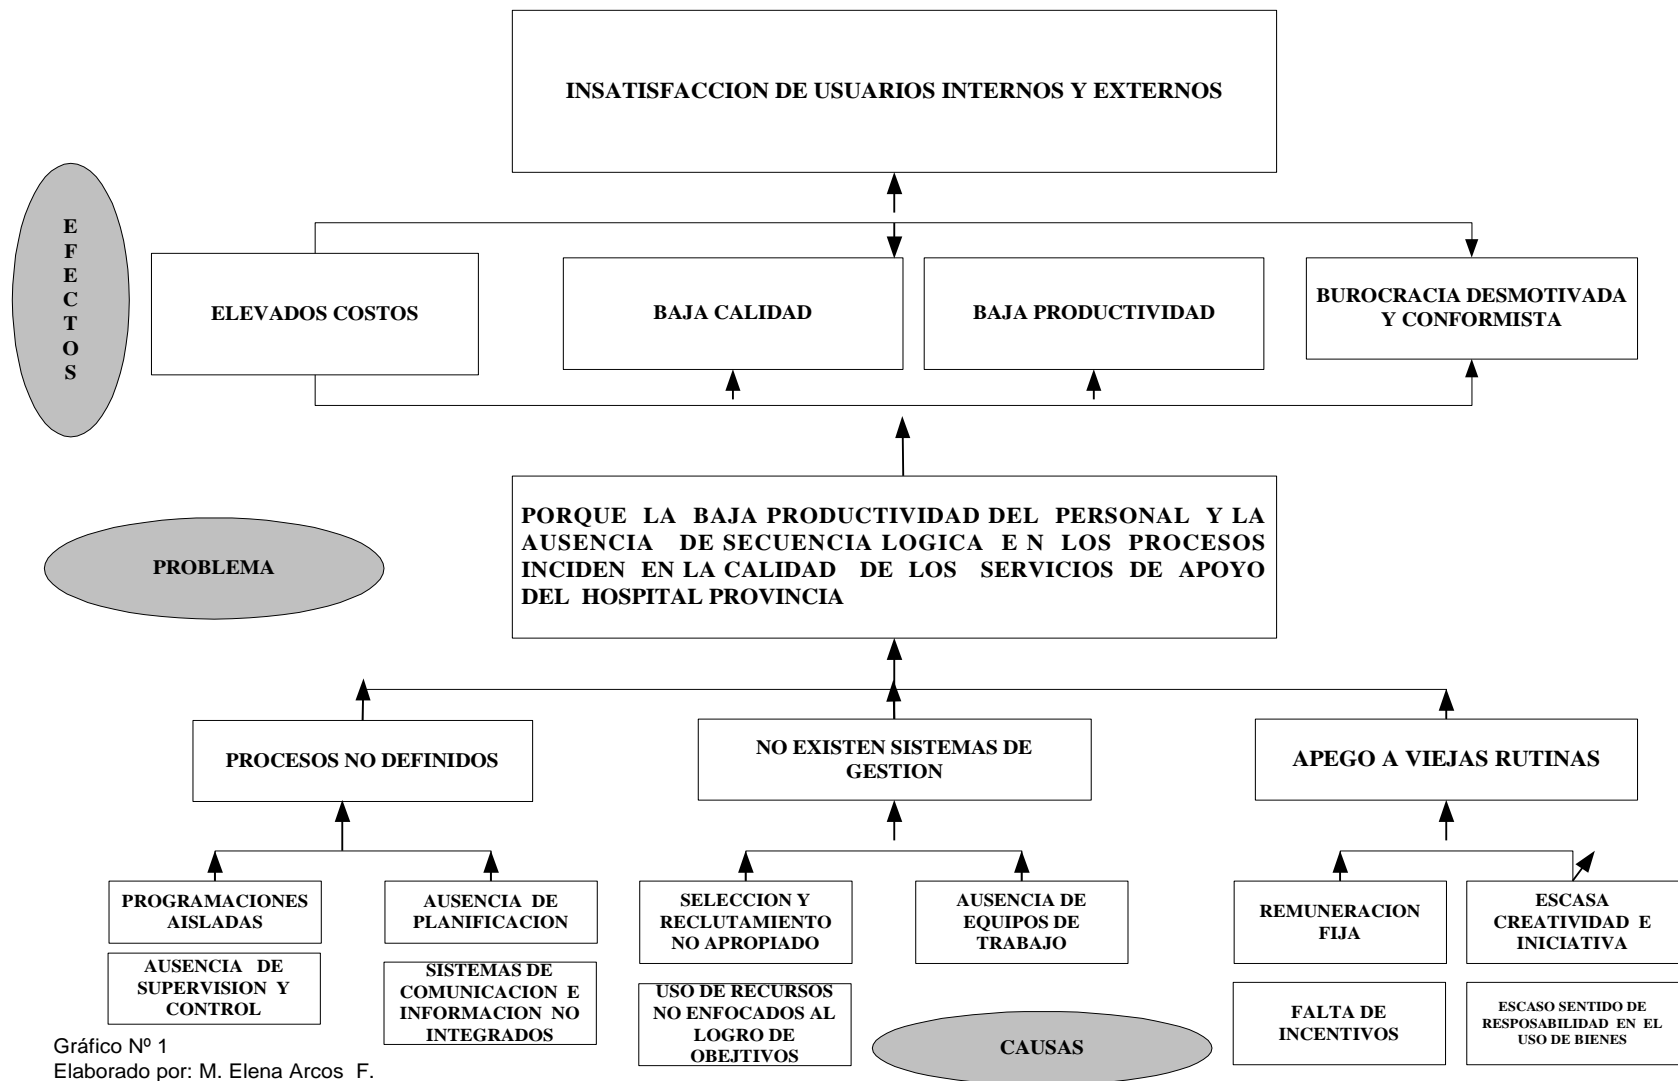 INSATISFACCION DE USUARIOS INTERNOS Y EXTERNOS
E
F
E
C
T
O
S
ELEVADOS COSTOS
BAJA CALIDAD
BAJA PRODUCTIVIDAD
BUROCRACIA DESMOTIVADA
Y CONFORMISTA
PROBLEMA
PORQUE LA BAJA PRODUCTIVIDAD DEL PERSONAL Y LA
AUSENCIA DE SECUENCIA LOGICA E N LOS PROCESOS
INCIDEN EN LA CALIDAD DE LOS SERVICIOS DE APOYO
DEL HOSPITAL PROVINCIA
PROCESOS NO DEFINIDOS
NO EXISTEN SISTEMAS DE
GESTION
APEGO A VIEJAS RUTINAS
PROGRAMACIONES
AISLADAS
AUSENCIA DE
PLANIFICACION
SELECCION Y
RECLUTAMIENTO
NO APROPIADO
AUSENCIA DE
EQUIPOS DE
TRABAJO
REMUNERACION
FIJA
ESCASA
CREATIVIDAD E
INICIATIVA
AUSENCIA DE
SUPERVISION Y
CONTROL
SISTEMAS DE
COMUNICACION E
INFORMACION NO
INTEGRADOS
USO DE RECURSOS
NO ENFOCADOS AL
LOGRO DE
OBEJTIVOS
CAUSAS
FALTA DE
INCENTIVOS
ESCASO SENTIDO DE
RESPOSABILIDAD EN EL
USO DE BIENES
Gráfico Nº 1
Elaborado por: M. Elena Arcos F.